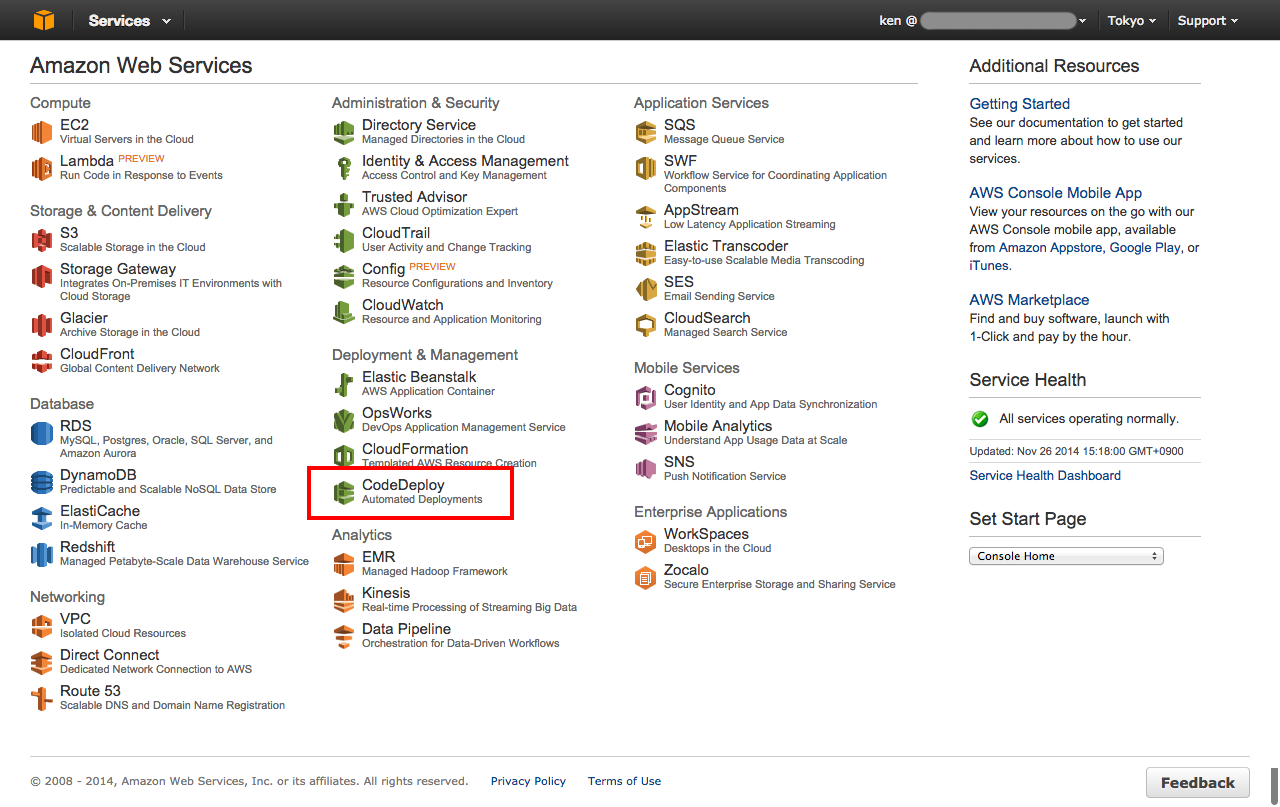 Services
ken @
Tokyo
Support
Amazon Web Services
Compute
EC2
Virtual Servers in the Cloud
Lambda PREVIEW
Run Code in Response to Events
Storage & Content Delivery
S3
Scalable Storage in the Cloud
Storage Gateway
Integrates On-Premises IT Environments with
Cloud Storage
Glacier
Archive Storage in the Cloud
CloudFront
Global Content Delivery Network
Database
RDS
MySQL, Postgres, Oracle, SQL Server, and
Amazon Aurora
DynamoDB
Predictable and Scalable NoSQL Data Store
ElastiCache
In-Memory Cache
Redshift
Managed Petabyte-Scale Data Warehouse Service
Networking
VPC
Isolated Cloud Resources
Direct Connect
Dedicated Network Connection to AWS
Route 53
Scalable DNS and Domain Name Registration
Administration & Security
Directory Service
Managed Directories in the Cloud
Identity & Access Management
Access Control and Key Management
Trusted Advisor
AWS Cloud Optimization Expert
CloudTrail
User Activity and Change Tracking
Config PREVIEW
Resource Configurations and Inventory
CloudWatch
Resource and Application Monitoring
Deployment & Management
Elastic Beanstalk
AWS Application Container
OpsWorks
DevOps Application Management Service
CloudFormation
Templated AWS Resource Creation
CodeDeploy
Automated Deployments
Analytics
EMR
Managed Hadoop Framework
Kinesis
Real-time Processing of Streaming Big Data
Data Pipeline
Orchestration for Data-Driven Workflows
Application Services
SQS
Message Queue Service
SWF
Workflow Service for Coordinating Application
Components
AppStream
Low Latency Application Streaming
Elastic Transcoder
Easy-to-use Scalable Media Transcoding
SES
Email Sending Service
CloudSearch
Managed Search Service
Mobile Services
Cognito
User Identity and App Data Synchronization
Mobile Analytics
Understand App Usage Data at Scale
SNS
Push Notification Service
Enterprise Applications
WorkSpaces
Desktops in the Cloud
Zocalo
Secure Enterprise Storage and Sharing Service
Additional Resources
Getting Started
See our documentation to get started
and learn more about how to use our
services.
AWS Console Mobile App
View your resources on the go with our
AWS Console mobile app, available
from Amazon Appstore, Google Play, or
iTunes.
AWS Marketplace
Find and buy software, launch with
1-Click and pay by the hour.
Service Health
All services operating normally.
Updated: Nov 26 2014 15:18:00 GMT+0900
Service Health Dashboard
Set Start Page
Console Home
© 2008 - 2014, Amazon Web Services, Inc. or its affiliates. All rights reserved.
Privacy Policy
Terms of Use
Feedback